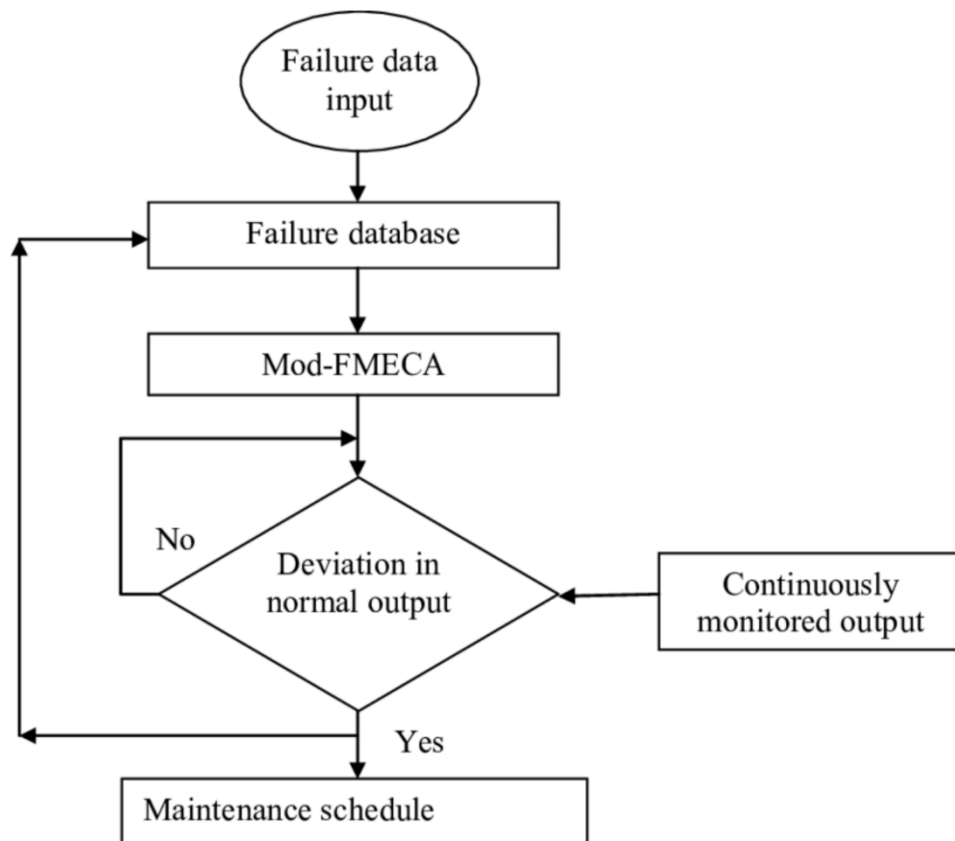 Failure data
input
Failure database
Mod-FMECA
No
Deviation in
normal output
Continuously
monitored output
Yes
Maintenance schedule